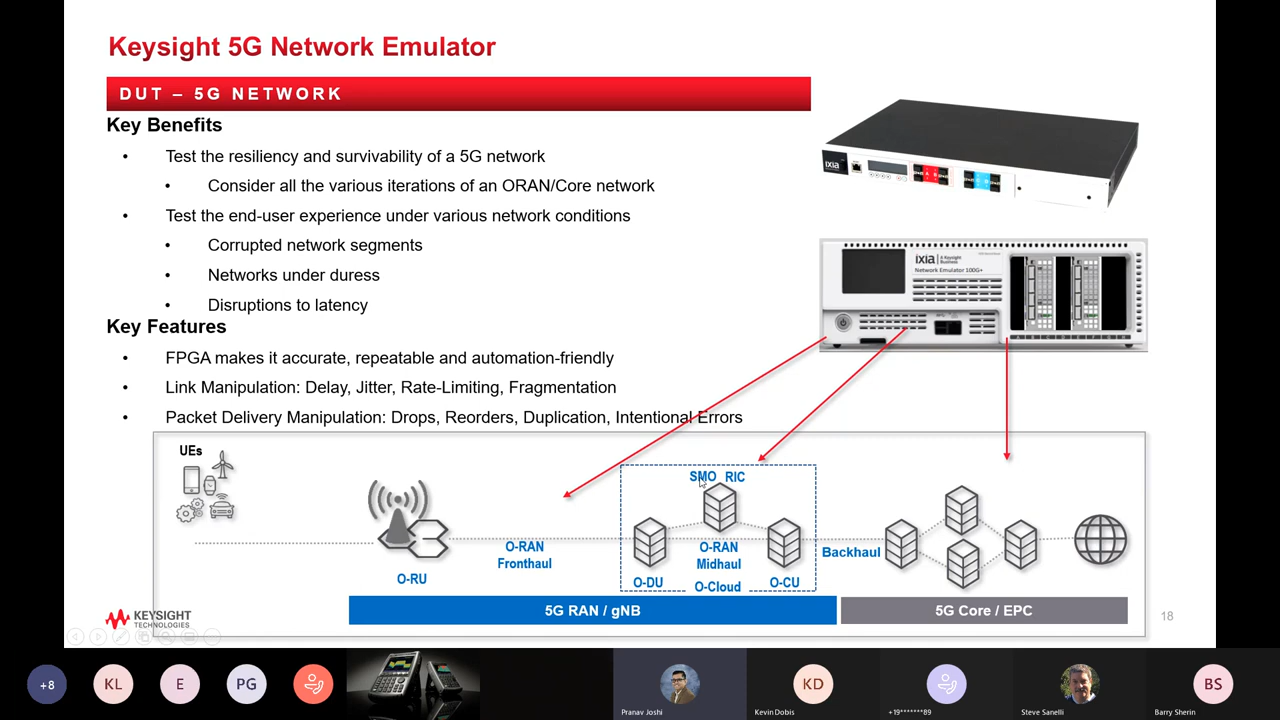 Keysight 5G Network Emulator
DUT – 5G NETWORK
Key Benefits
• Test the resiliency and survivability of a 5G network
• Consider all the various iterations of an ORAN/Core network
• Test the end-user experience under various network conditions
• Corrupted network segments
• Networks under duress
• Disruptions to latency
Key Features
• FPGA makes it accurate, repeatable and automation-friendly
• Link Manipulation: Delay, Jitter, Rate-Limiting, Fragmentation
• Packet Delivery Manipulation: Drops, Reorders, Duplication, Intentional Errors
ixia
ixia
A Keysight
Business
Network Emulator 100G+
UEs
SMO RIC
O-RAN
Fronthaul
O-RAN
Midhaul
Backhaul
O-RU
O-DU
O-Cloud
O-CU
5G RAN / gNB
5G Core / EPC
KEYSIGHT
TECHNOLOGIES
18
+8
KL
E
PG
KD
BS
Pranav Joshi
Kevin Dobis
+19*******89
Steve Sanelli
Barry Sherin